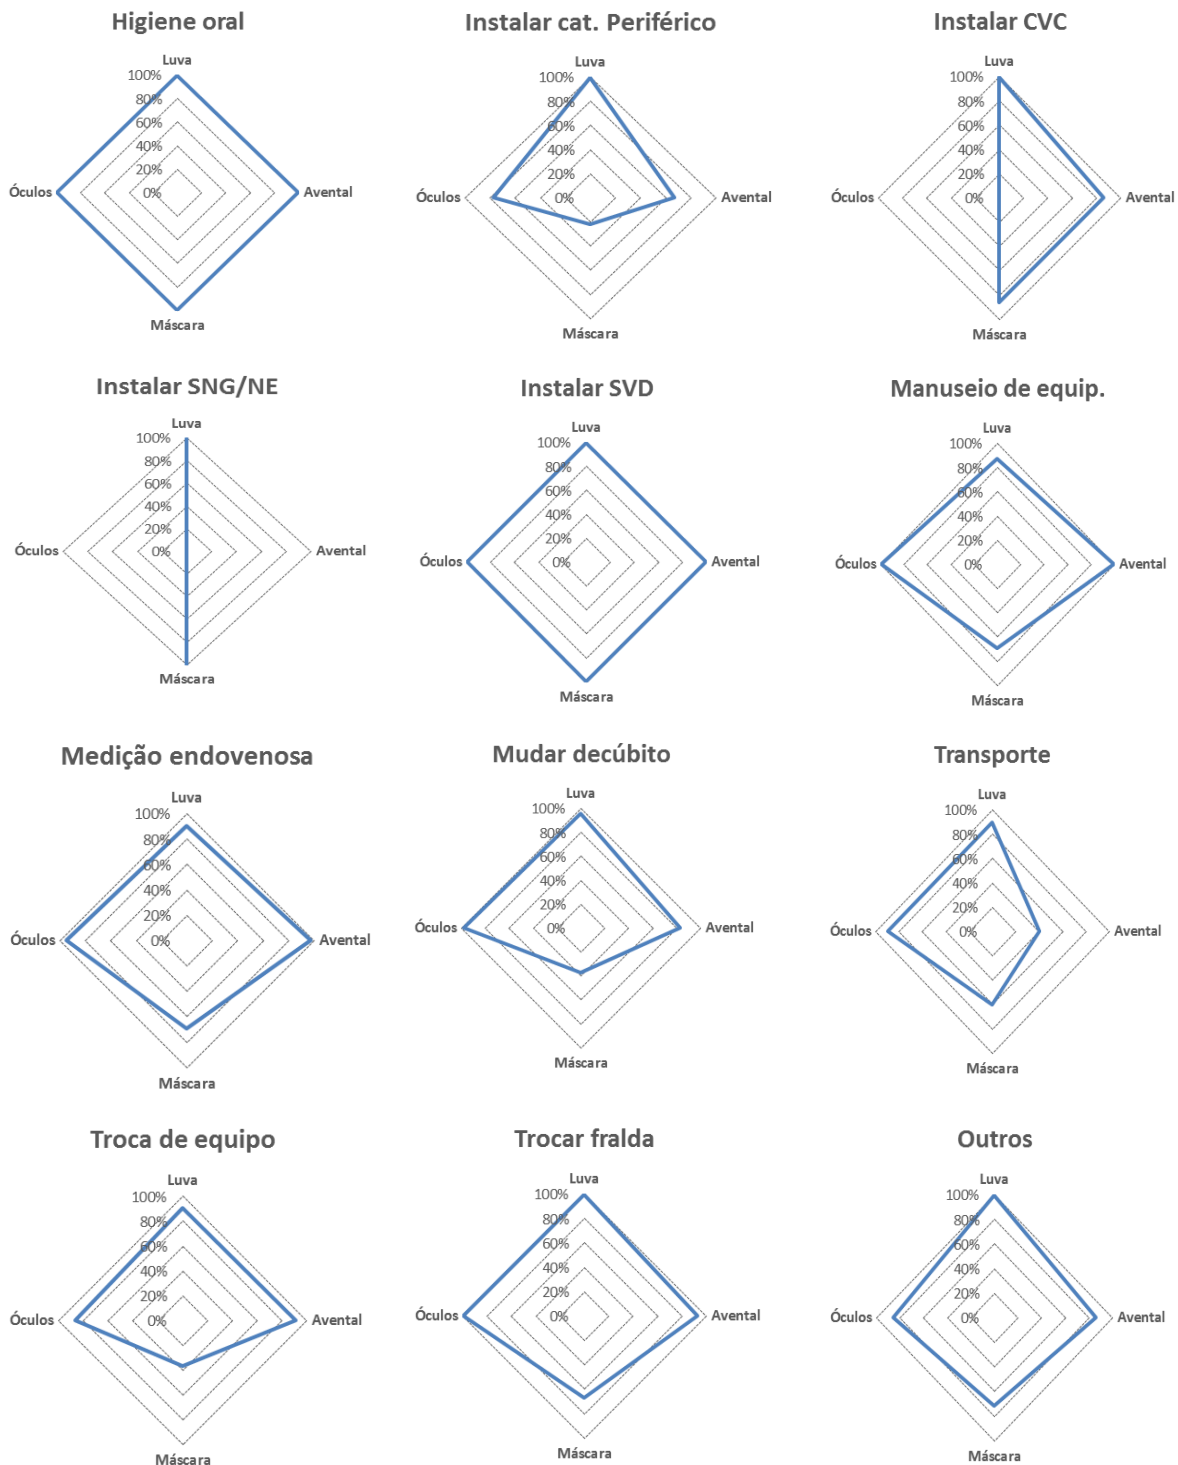 Higiene oral
Luva
100%
80%
60%
40%
20%
0%
Óculos
Avental
Máscara
Instalar cat. Periférico
Luva
100%
80%
60%
40%
20%
0%
Óculos
Avental
Máscara
Instalar CVC
Luva
100%
80%
60%
40%
20%
0%
Óculos
Avental
Máscara
Instalar SNG/NE
Luva
100%
80%
60%
40%
20%
0%
Óculos
Avental
Máscara
Instalar SVD
Luva
100%
80%
60%
40%
20%
0%
Óculos
Avental
Máscara
Manuseio de equip.
Luva
100%
80%
60%
40%
20%
0%
Óculos
Avental
Máscara
Medição endovenosa
Luva
100%
80%
60%
40%
20%
0%
Óculos
Avental
Máscara
Mudar decúbito
Luva
100%
80%
60%
40%
20%
0%
Óculos
Avental
Máscara
Transporte
Luva
100%
80%
60%
40%
20%
0%
Óculos
Avental
Máscara
Troca de equipo
Luva
100%
80%
60%
40%
20%
0%
Óculos
Avental
Máscara
Trocar fralda
Luva
100%
80%
60%
40%
20%
0%
Óculos
Avental
Máscara
Outros
Luva
100%
80%
60%
40%
20%
0%
Óculos
Avental
Máscara